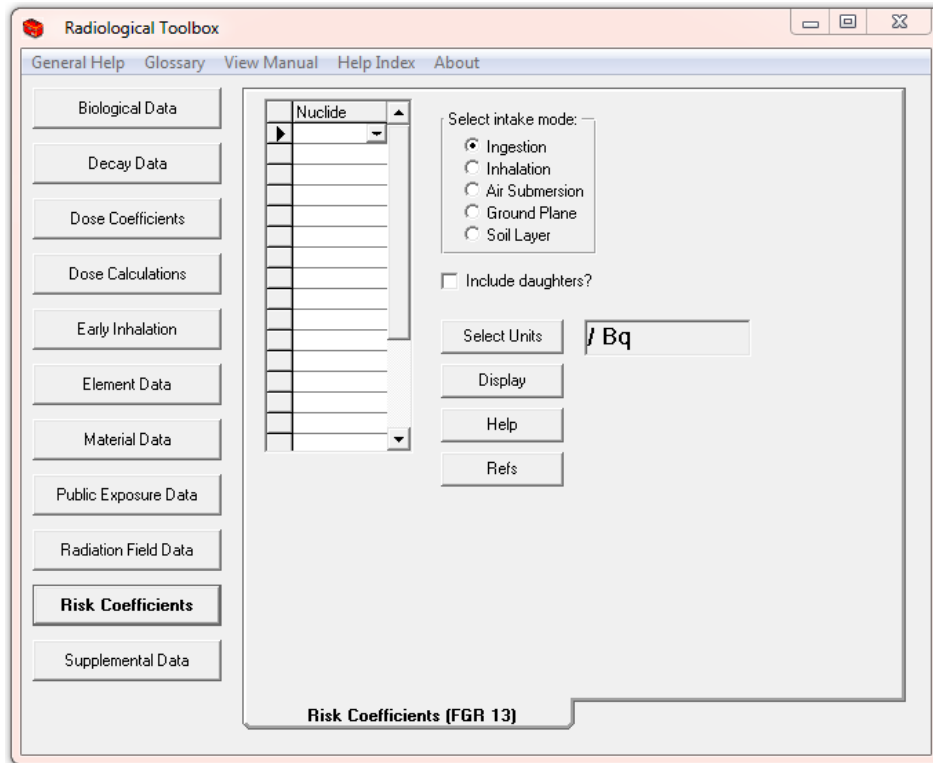 Radiological Toolbox
General Help Glossary View Manual Help Index About
Biological Data
Decay Data
Dose Coefficients
Dose Calculations
Early Inhalation
Element Data
Material Data
Public Exposure Data
Radiation Field Data
Risk Coefficients
Supplemental Data
Nuclide
Select intake mode:
Ingestion
Inhalation
Air Submersion
Ground Plane
Soil Layer
Include daughters?
Select Units / Bq
Display
Help
Refs
Risk Coefficients (FGR 13)